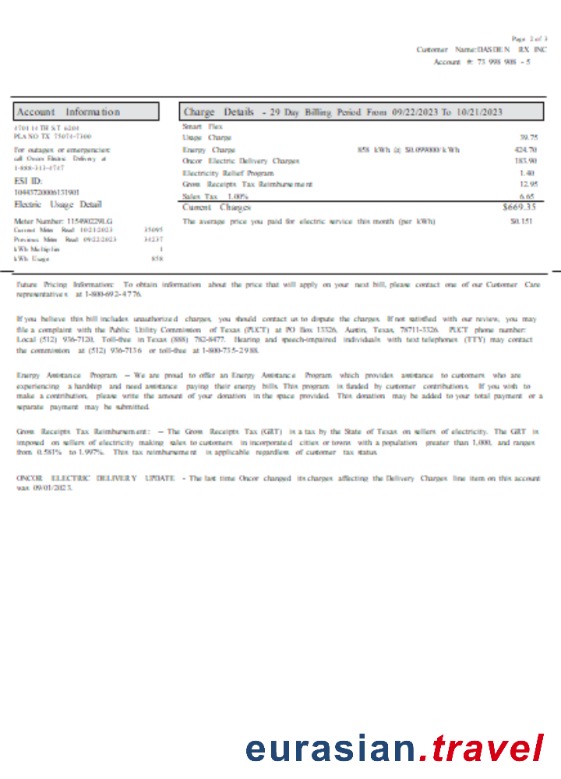 Page 2 of 3
Customer Name:DASDEN RX INC
Account #: 73 998 908 - 5
Account Information
PLANO TX 75074-7300
For outages or emergencies
call Oncor Electric Delivery at
1-888-313-4747
ESI ID:
10443720006131901
Electric Usage Detail
Meter Number: 115490229LG
Current Meter Read 10/21/2023 35095
Previous Meter Read 09/22/2023 34237
kWh Multiplier 1
kWh Usage 858
Charge Details - 29 Day Billing Period From 09/22/2023 To 10/21/2023
Smart Flex
Usage Charge 39.75
Energy Charge 858 kWh @ $0.099000/kWh 424.70
Oncor Electric Delivery Charges 183.90
Electricity Relief Program 1.40
Gross Receipts Tax Reimbursement 12.95
Sales Tax 1.00% 6.65
Current Charges $669.35
The average price you paid for electric service this month (per kWh) $0.151
Future Pricing Information: To obtain information about the price that will apply on your next bill, please contact one of our Customer Care
representatives at 1-800-692-4776.
If you believe this bill includes unauthorized charges, you should contact us to dispute the charges. If not satisfied with our review, you may
file a complaint with the Public Utility Commission of Texas (PUCT) at PO Box 13326, Austin, Texas, 78711-3326. PUCT phone number:
Local (512) 936-7120, Toll-free in Texas (888) 782-8477. Hearing and speech-impaired individuals with text telephones (TTY) may contact
the commission at (512) 936-7136 or toll-free at 1-800-735-2988.
Energy Assistance Program – We are proud to offer an Energy Assistance Program which provides assistance to customers who are
experiencing a hardship and need assistance paying their energy bills. This program is funded by customer contributions. If you wish to
make a contribution, please write the amount of your donation in the space provided. This donation may be added to your total payment or a
separate payment may be submitted.
Gross Receipts Tax Reimbursement: – The Gross Receipts Tax (GRT) is a tax by the State of Texas on sellers of electricity. The GRT is
imposed on sellers of electricity making sales to customers in incorporated cities or towns with a population greater than 1,000, and ranges
from 0.581% to 1.997%. This tax reimbursement is applicable regardless of customer tax status.
ONCOR ELECTRIC DELIVERY UPDATE - The last time Oncor changed its charges affecting the Delivery Charges line item on this account
was 09/01/2023.
eurasian.travel